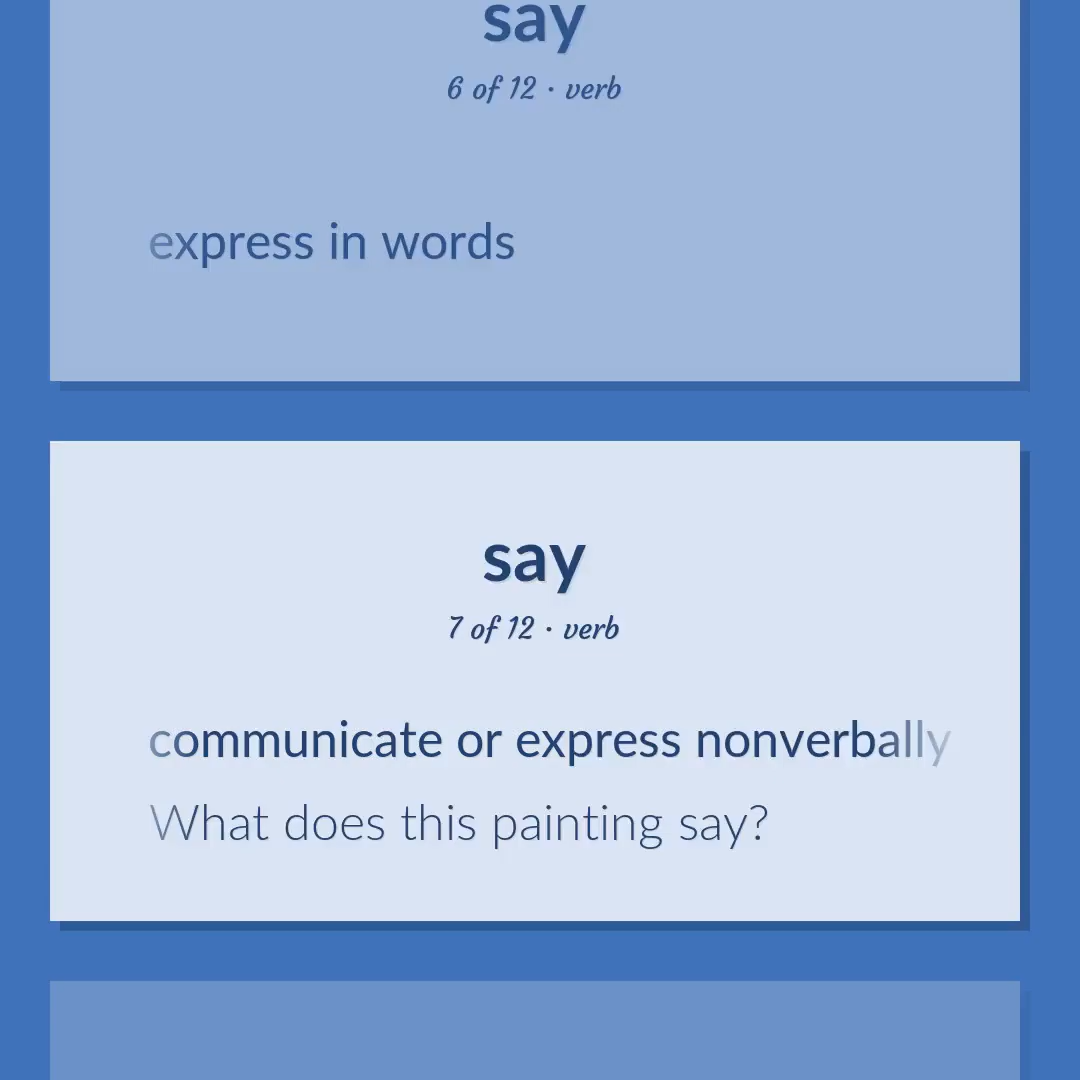 say
6 of 12 · verb
express in words
say
7 of 12 · verb
communicate or express nonverbally
What does this painting say?